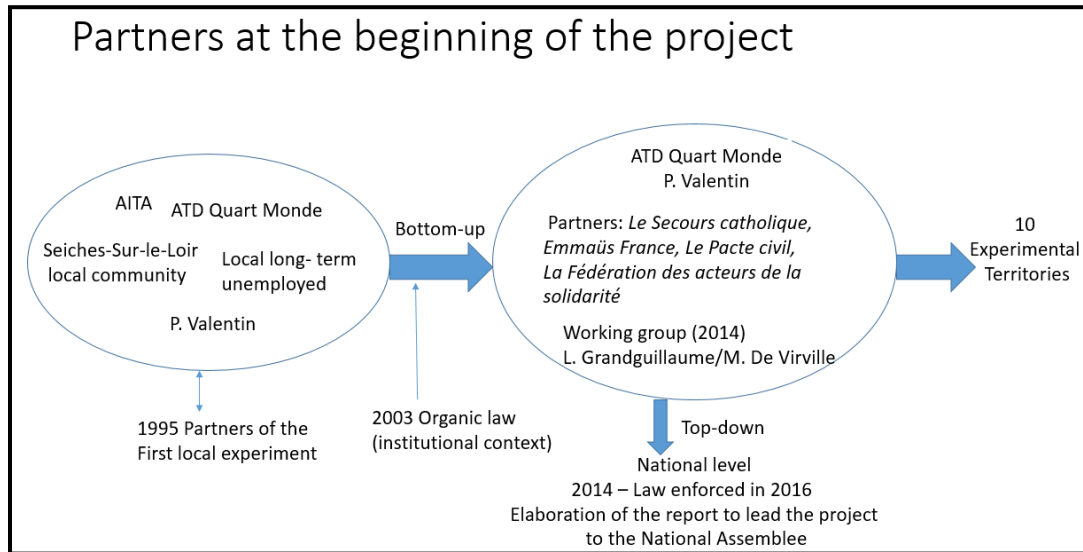 Partners at the beginning of the project
AITA
ATD Quart Monde
Seiches-Sur-le-Loir
local community
Local long- term
unemployed
P. Valentin
1995 Partners of the
First local experiment
Bottom-up
2003 Organic law
(institutional context)
ATD Quart Monde
P. Valentin
Partners: Le Secours catholique,
Emmaüs France, Le Pacte civil,
La Fédération des acteurs de la
solidarité
Working group (2014)
L. Grandguillaume/M. De Virville
Top-down
National level
2014 – Law enforced in 2016
Elaboration of the report to lead the project
to the National Assemblee
10
Experimental
Territories